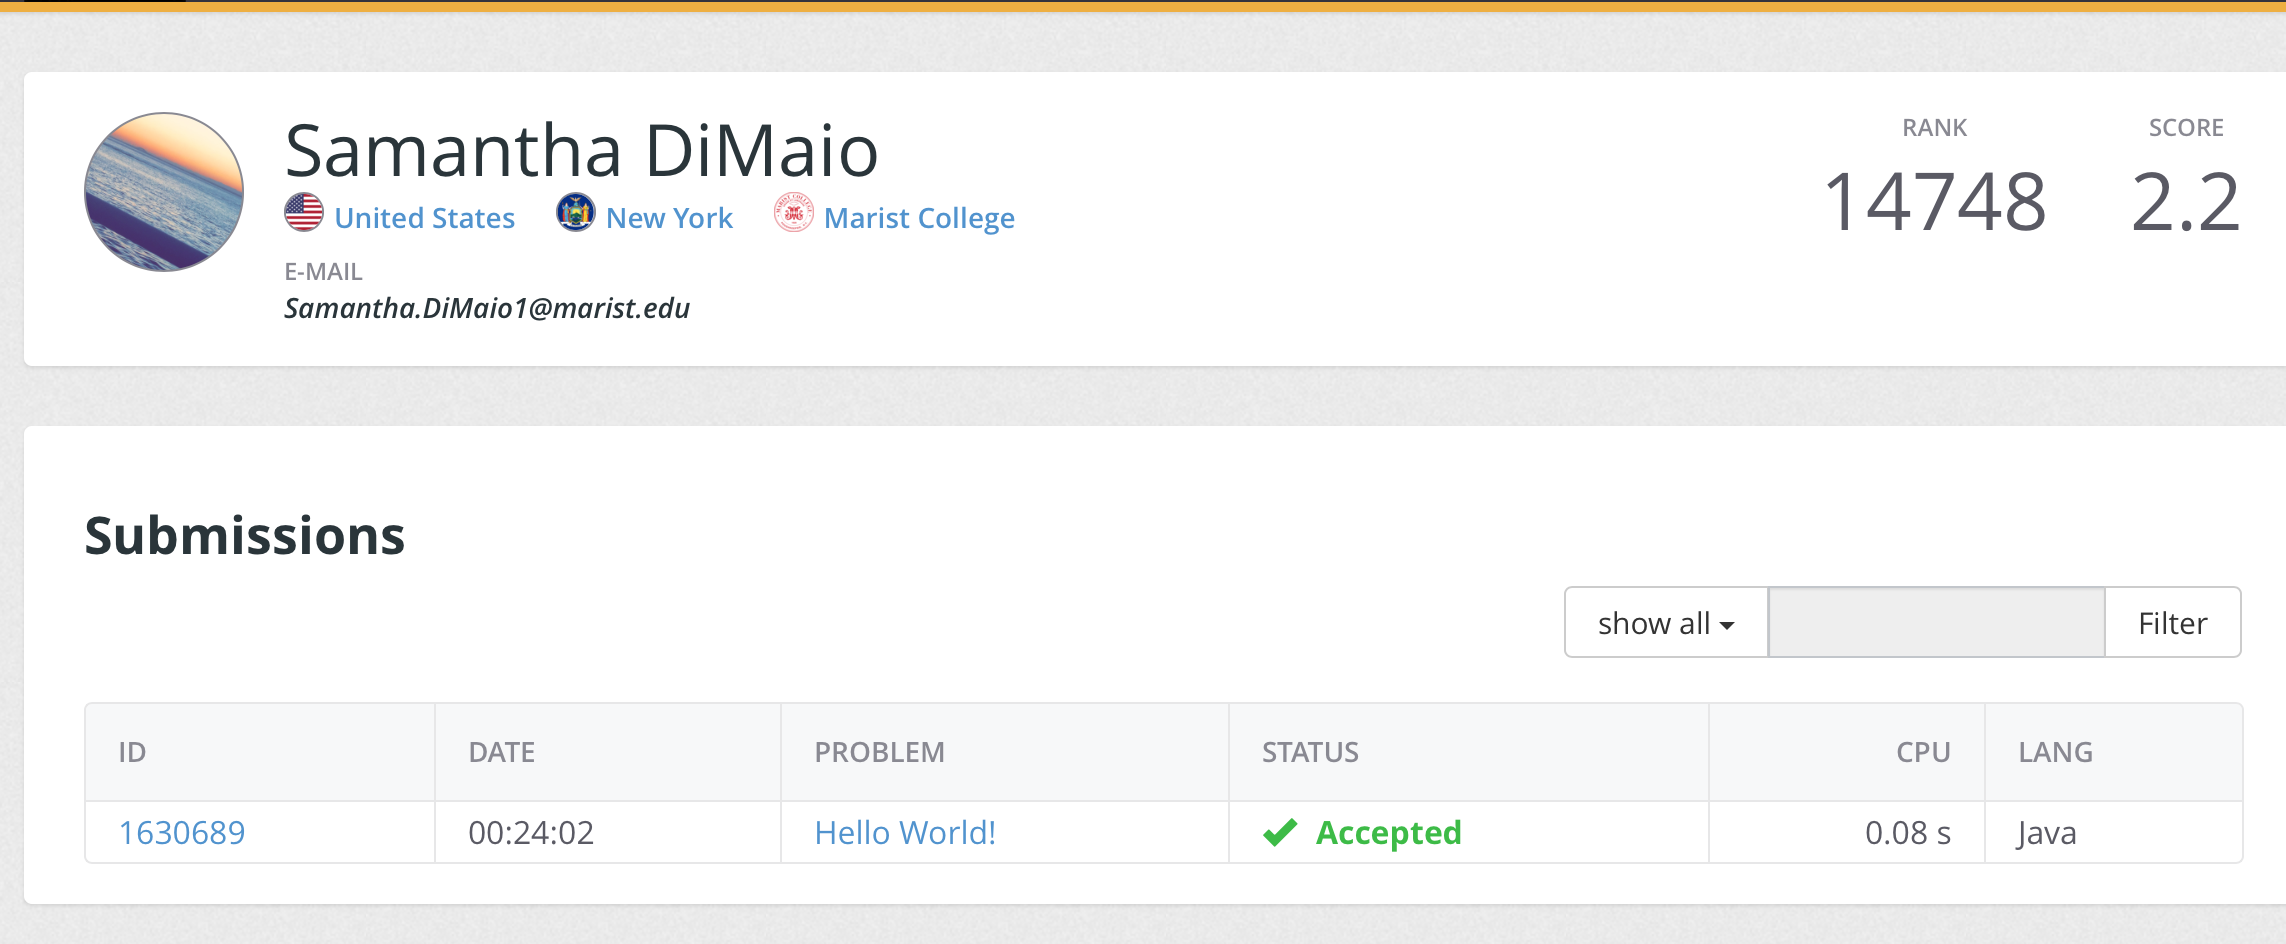 Samantha DiMaio
United States New York Marist College
E-MAIL
Samantha.DiMaio1@marist.edu
RANK SCORE
14748 2.2
Submissions
show all Filter
ID DATE PROBLEM STATUS CPU LANG
1630689 00:24:02 Hello World! Accepted 0.08 s Java